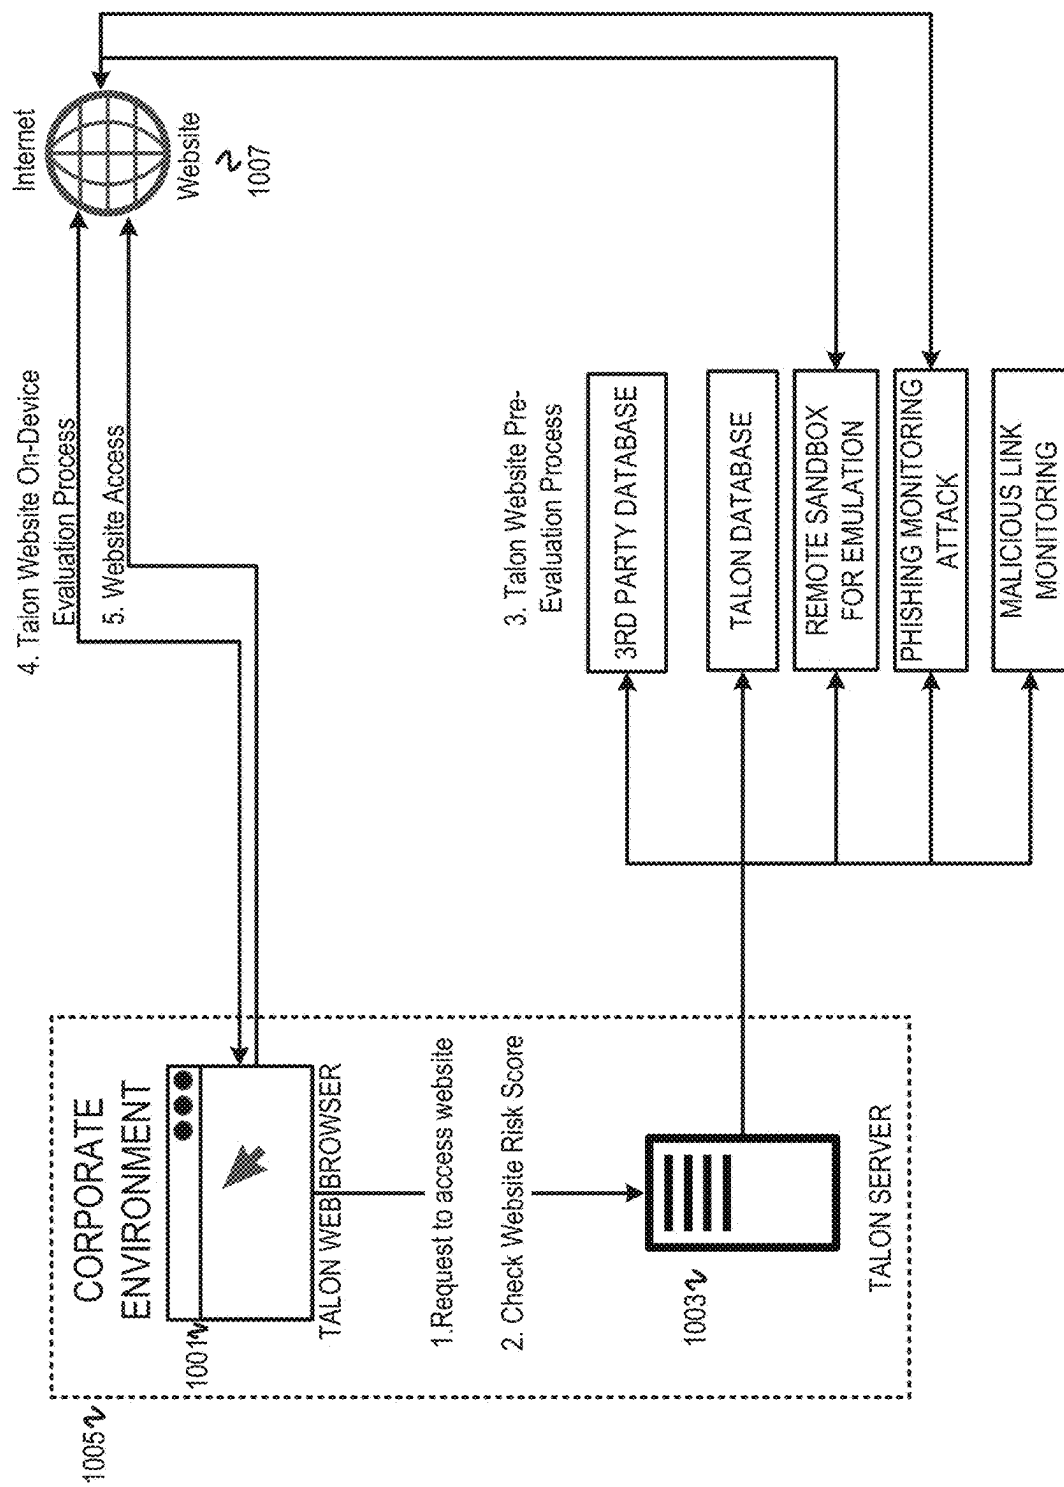 1005
CORPORATE
ENVIRONMENT
1001
TALON WEB BROWSER
1.Request to access website
2. Check Website Risk Score
1003
TALON SERVER
4. Talon Website On-Device
Evaluation Process
5. Website Access
3. Talon Website Pre-
Evaluation Process
3RD PARTY DATABASE
TALON DATABASE
REMOTE SANDBOX
FOR EMULATION
PHISHING MONITORING
ATTACK
MALICIOUS LINK
MONITORING
Internet
Website
1007